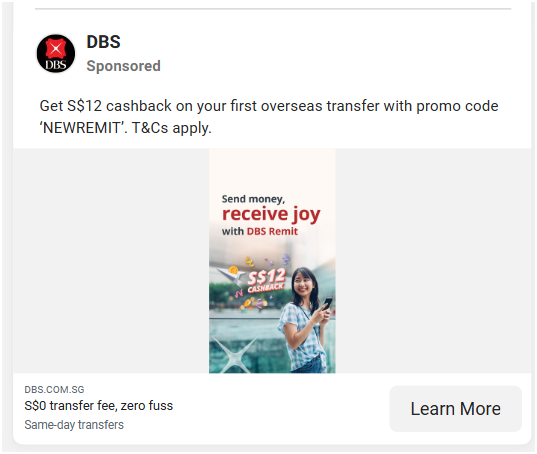 DBS
DBS
Sponsored
Get S$12 cashback on your first overseas transfer with promo code
‘NEWREMIT’. T&Cs apply.
Send money,
receive joy
with DBS Remit
S$12
CASHBACK
DBS.COM.SG
S$0 transfer fee, zero fuss
Same-day transfers
Learn More